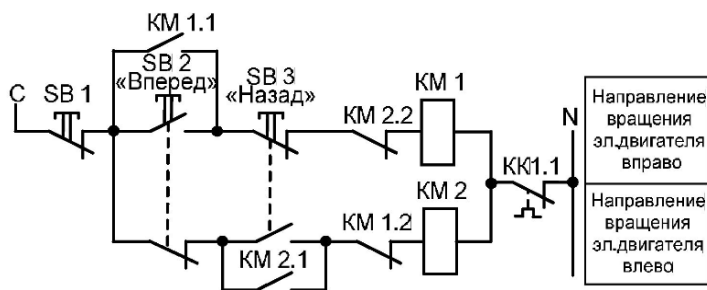 КМ 1.1
SB 2
«Вперед»
SB 3
«Назад»
C
SB 1
КМ 2.2
КМ 1
N
КК1.1
КМ 2
КМ 1.2
КМ 2.1
Направление
вращения
эл.двигателя
вправо
Направление
вращения
эл.двигателя
влево